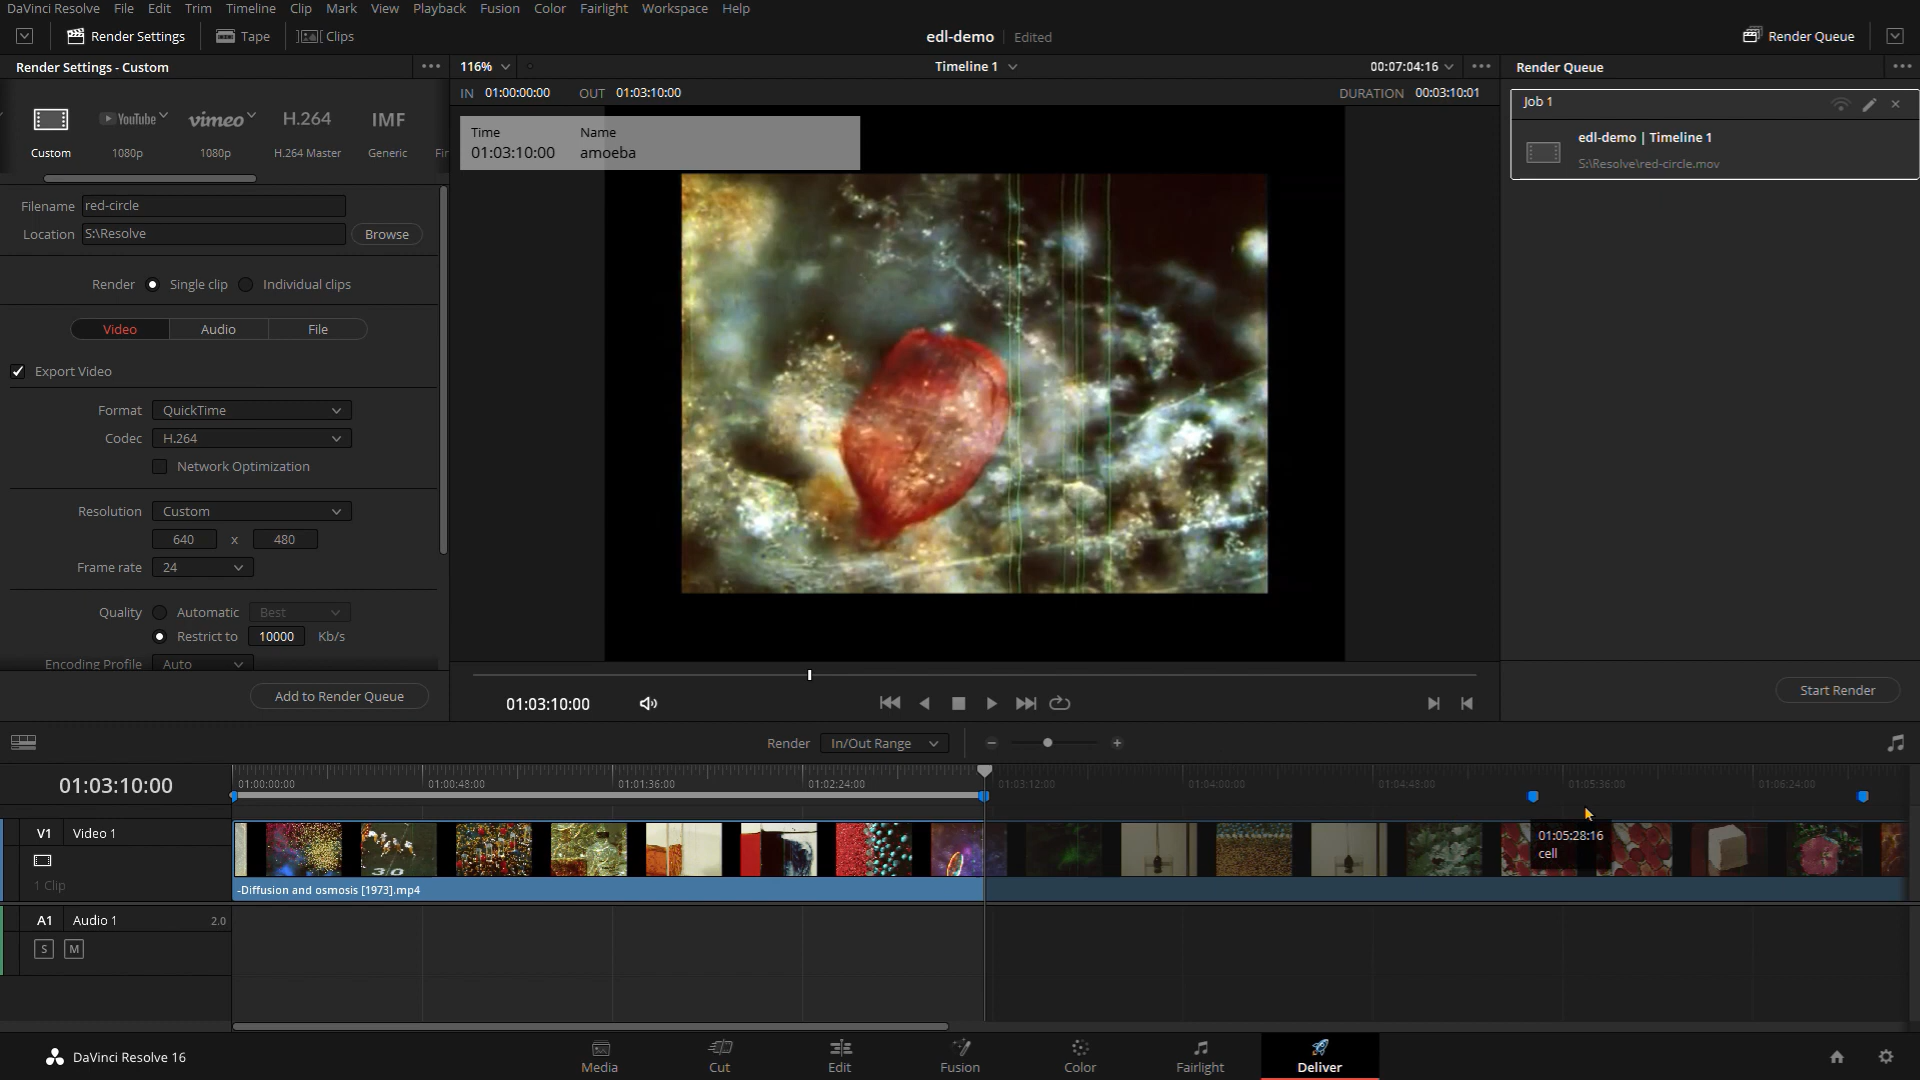 DaVinci Resolve File Edit Trim Timeline Clip Mark View Playback Fusion Color Fairlight Workspace Help
Render Settings Tape Clips edl-demo Edited Render Queue
Render Settings - Custom 116% Timeline 1 00:07:04:16 Render Queue
IN 01:00:00:00 OUT 01:03:10:00 DURATION 00:03:10:01
Job 1
YouTube vimeo H.264 IMF
Custom 1080p 1080p H.264 Master Generic Fir
Time Name
01:03:10:00 amoeba
edl-demo | Timeline 1
S:\Resolve\red-circle.mov
Filename red-circle
Location S:\Resolve Browse
Render Single clip Individual clips
Video Audio File
Export Video
Format QuickTime
Codec H.264
Network Optimization
Resolution Custom
640 x 480
Frame rate 24
Quality Automatic Best
Restrict to 10000 Kb/s
Encoding Profile Auto
Add to Render Queue 01:03:10:00 Start Render
Render In/Out Range
01:03:10:00 01:00:00:00 01:00:48:00 01:01:36:00 01:02:24:00 01:03:12:00 01:04:00:00 01:04:48:00 01:05:36:00 01:06:24:00
V1 Video 1
01:05:28:16
cell
30
1 Clip
-Diffusion and osmosis [1973].mp4
A1 Audio 1 2.0
S M
DaVinci Resolve 16 Media Cut Edit Fusion Color Fairlight Deliver